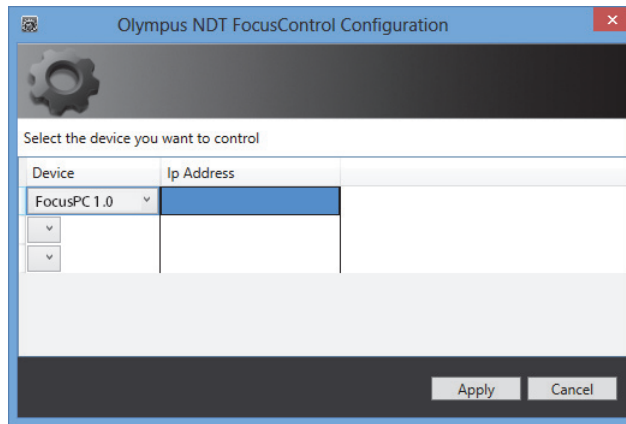 Olympus NDT FocusControl Configuration
Select the device you want to control
Device Ip Address
FocusPC 1.0
Apply Cancel